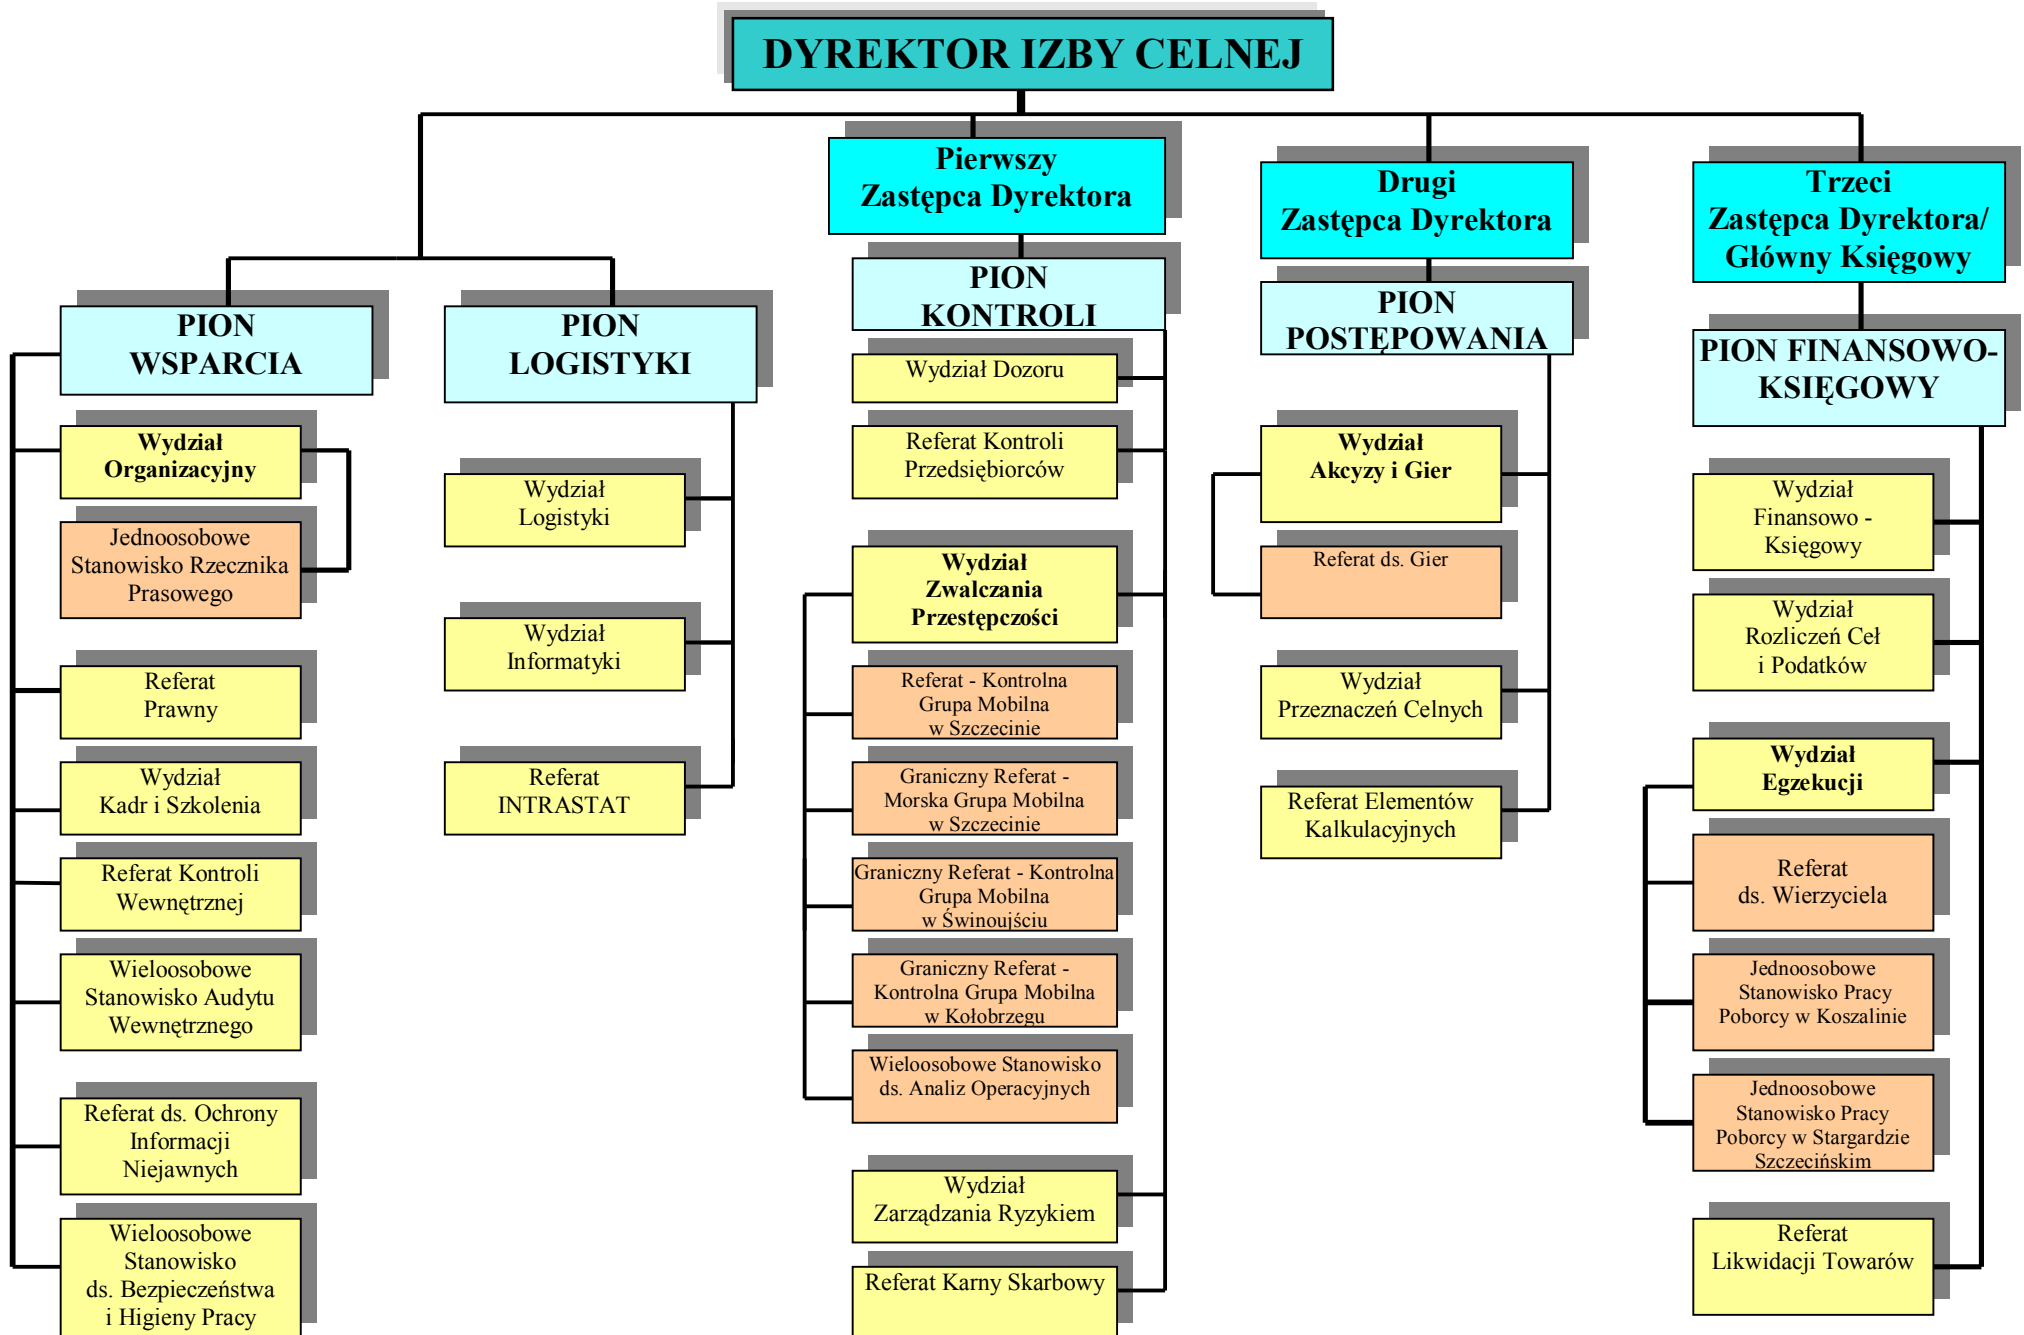 DYREKTOR IZBY CELNEJ
Pierwszy
Zastępca Dyrektora
Drugi
Zastępca Dyrektora
Trzeci
Zastępca Dyrektora/
Główny Księgowy
PION
WSPARCIA
Wydział
Organizacyjny
Jednoosobowe
Stanowisko Rzecznika
Prasowego
Referat
Prawny
Wydział
Kadr i Szkolenia
Referat Kontroli
Wewnętrznej
Wieloosobowe
Stanowisko Audytu
Wewnętrznego
Referat ds. Ochrony
Informacji
Niejawnych
Wieloosobowe
Stanowisko
ds. Bezpieczeństwa
i Higieny Pracy
PION
LOGISTYKI
Wydział
Logistyki
Wydział
Informatyki
Referat
INTRASTAT
PION
KONTROLI
Wydział Dozoru
Referat Kontroli
Przedsiębiorców
Wydział
Zwalczania
Przestępczości
Referat - Kontrolna
Grupa Mobilna
w Szczecinie
Graniczny Referat -
Morska Grupa Mobilna
w Szczecinie
Graniczny Referat - Kontrolna
Grupa Mobilna
w Świnoujściu
Graniczny Referat -
Kontrolna Grupa Mobilna
w Kołobrzegu
Wieloosobowe Stanowisko
ds. Analiz Operacyjnych
Wydział
Zarządzania Ryzykiem
Referat Karny Skarbowy
PION
POSTĘPOWANIA
Wydział
Akcyzy i Gier
Referat ds. Gier
Wydział
Przeznaczeń Celnych
Referat Elementów
Kalkulacyjnych
PION FINANSOWO-
KSIĘGOWY
Wydział
Finansowo -
Księgowy
Wydział
Rozliczeń Ceł
i Podatków
Wydział
Egzekucji
Referat
ds. Wierzyciela
Jednoosobowe
Stanowisko Pracy
Poborcy w Koszalinie
Jednoosobowe
Stanowisko Pracy
Poborcy w Stargardzie
Szczecińskim
Referat
Likwidacji Towarów